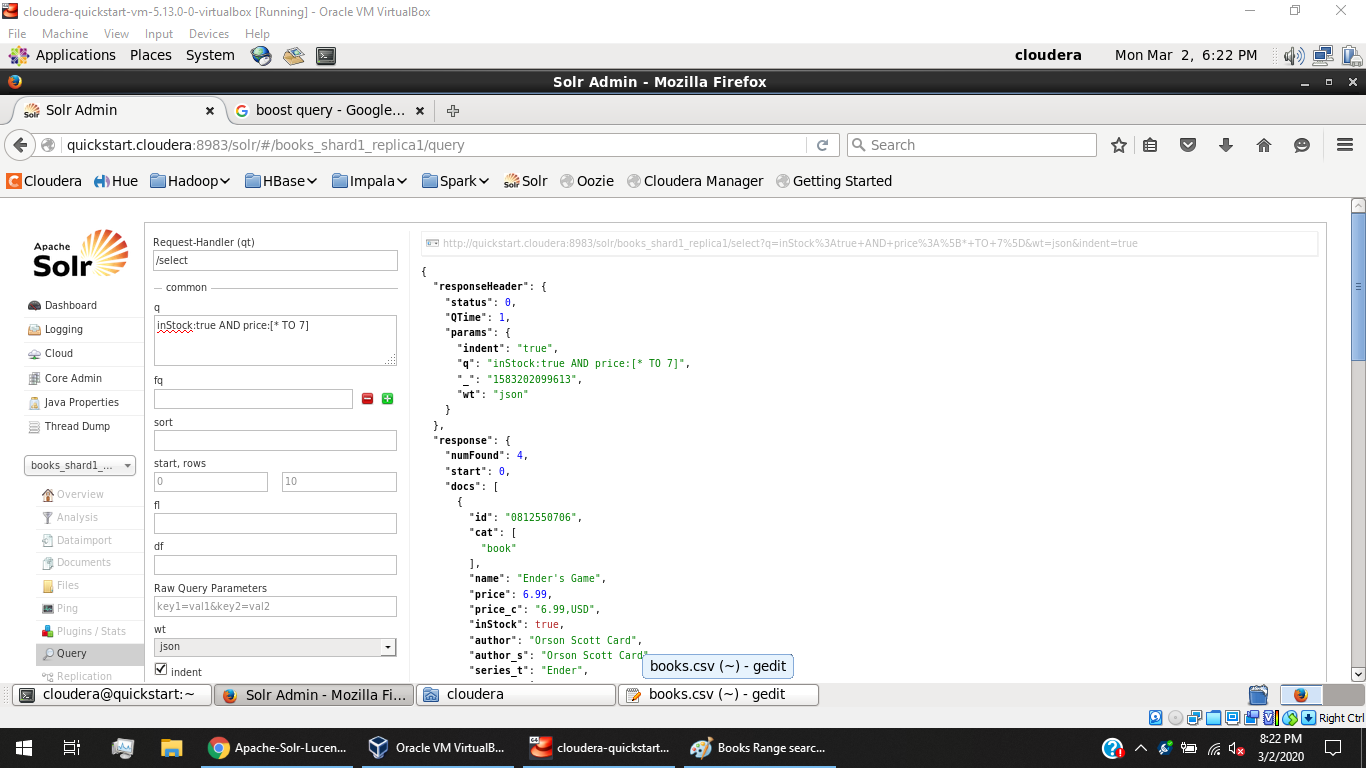 cloudera-quickstart-vm-5.13.0-0-virtualbox [Running] - Oracle VM VirtualBox
File Machine View Input Devices Help
Applications Places System cloudera Mon Mar 2, 6:22 PM
Solr Admin - Mozilla Firefox
Solr Admin boost query - Google...
quickstart.cloudera:8983/solr/#/books_shard1_replica1/query Search
Cloudera Hue Hadoop HBase Impala Spark Solr Oozie Cloudera Manager Getting Started
Apache
Solr
Dashboard
Logging
Cloud
Core Admin
Java Properties
Thread Dump
books_shard1_...
Overview
Analysis
Dataimport
Documents
Files
Ping
Plugins / Stats
Query
Replication
Request-Handler (qt)
/select
common
q
inStock:true AND price:[* TO 7]
fq
sort
start, rows
0 10
fl
df
Raw Query Parameters
key1=val1&key2=val2
wt
json
indent
http://quickstart.cloudera:8983/solr/books_shard1_replica1/select?q=inStock%3Atrue+AND+price%3A%5B*+TO+7%5D&wt=json&indent=true
{
"responseHeader": {
"status": 0,
"QTime": 1,
"params": {
"indent": "true",
"q": "inStock:true AND price:[* TO 7]",
"_": "1583202099613",
"wt": "json"
}
},
"response": {
"numFound": 4,
"start": 0,
"docs": [
{
"id": "0812550706",
"cat": [
"book"
],
"name": "Ender's Game",
"price": 6.99,
"price_c": "6.99,USD",
"inStock": true,
"author": "Orson Scott Card",
"author_s": "Orson Scott Card"
"series_t": "Ender",
books.csv (~) - gedit
cloudera@quickstart:~ Solr Admin - Mozilla Fi... cloudera books.csv (~) - gedit
Right Ctrl
Apache-Solr-Lucen... Oracle VM VirtualB... cloudera-quickstart... Books Range searc...
8:22 PM
3/2/2020